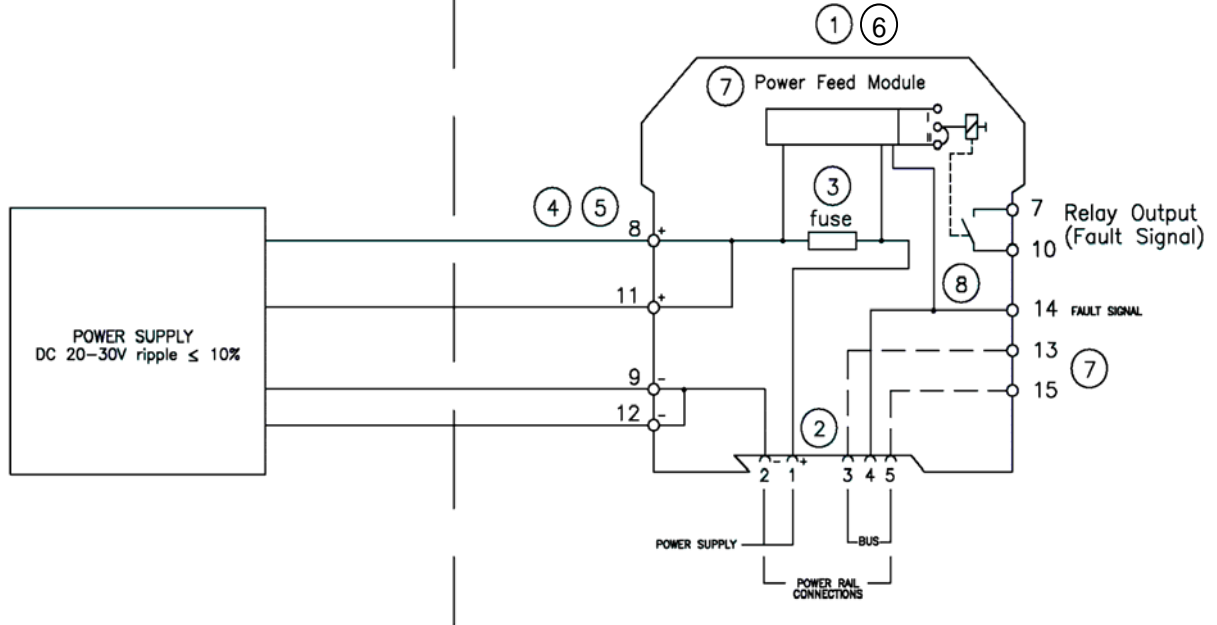 1 6
7 Power Feed Module
I
II
3
4 5
fuse
8 +
7 Relay Output
10 (Fault Signal)
8
11 +
14 FAULT SIGNAL
POWER SUPPLY
DC 20-30V ripple ≤ 10%
13
7
9 -
15
12 -
2
- +
2 1 3 4 5
POWER SUPPLY
BUS
POWER RAIL
CONNECTIONS